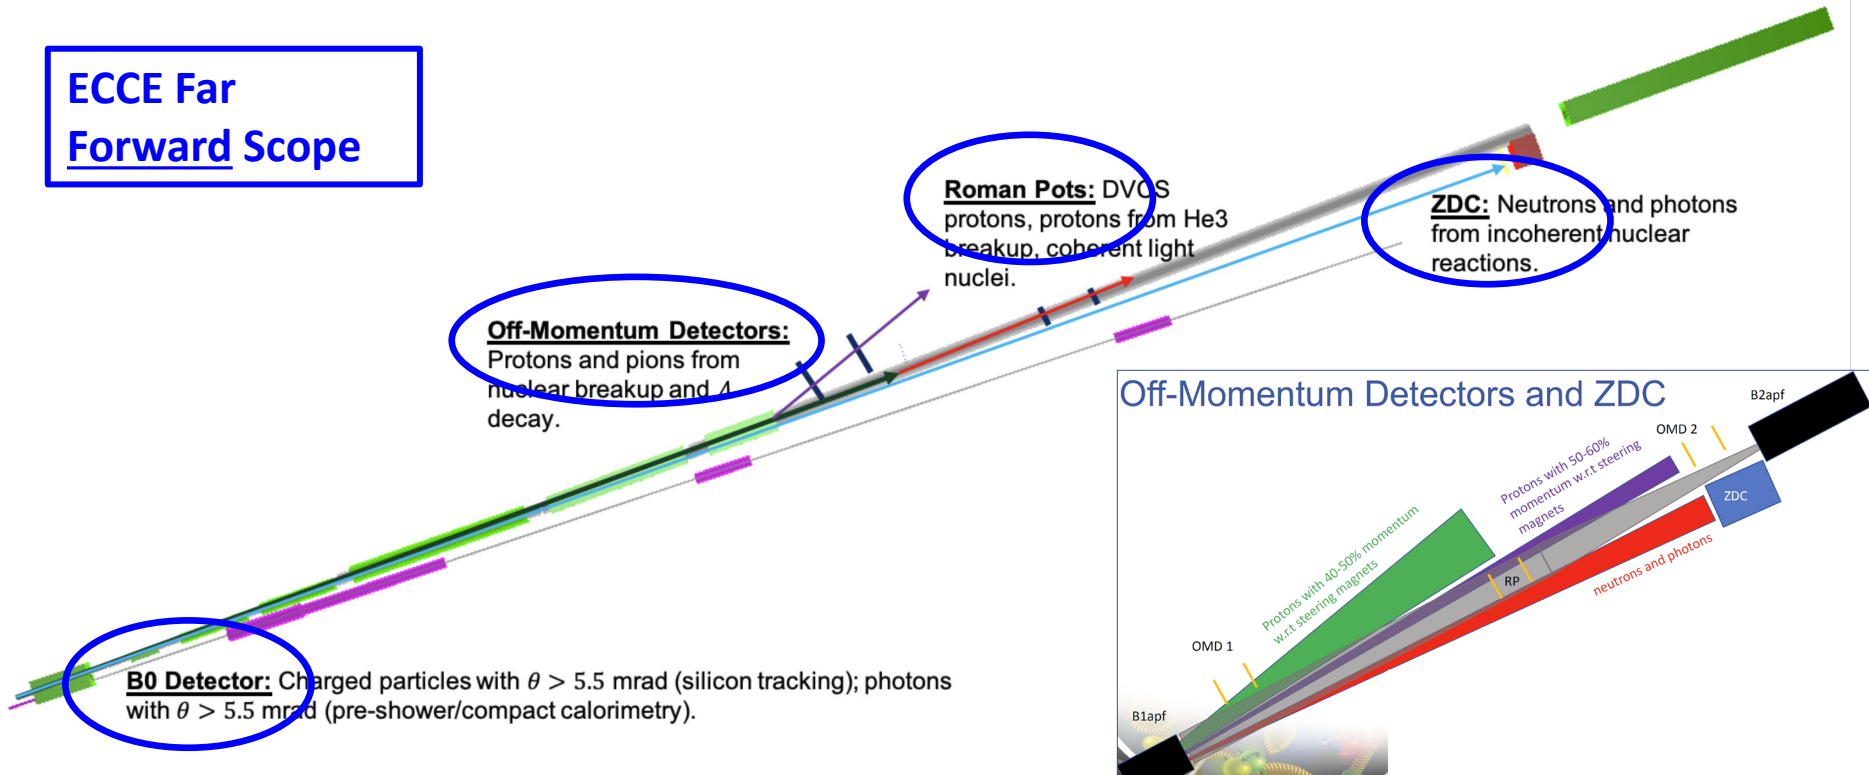 ECCE Far
Forward Scope
Roman Pots: DVCS
protons, protons from He3
breakup, coherent light
nuclei.
ZDC: Neutrons and photons
from incoherent nuclear
reactions.
Off-Momentum Detectors:
Protons and pions from
nuclear breakup and Λ
decay.
B0 Detector: Charged particles with θ > 5.5 mrad (silicon tracking); photons
with θ > 5.5 mrad (pre-shower/compact calorimetry).
Off-Momentum Detectors and ZDC
B2apf
OMD 2
Protons with 50-60%
momentum w.r.t steering
magnets
ZDC
Protons with 40-50% momentum
w.r.t steering magnets
RP
neutrons and photons
OMD 1
B1apf